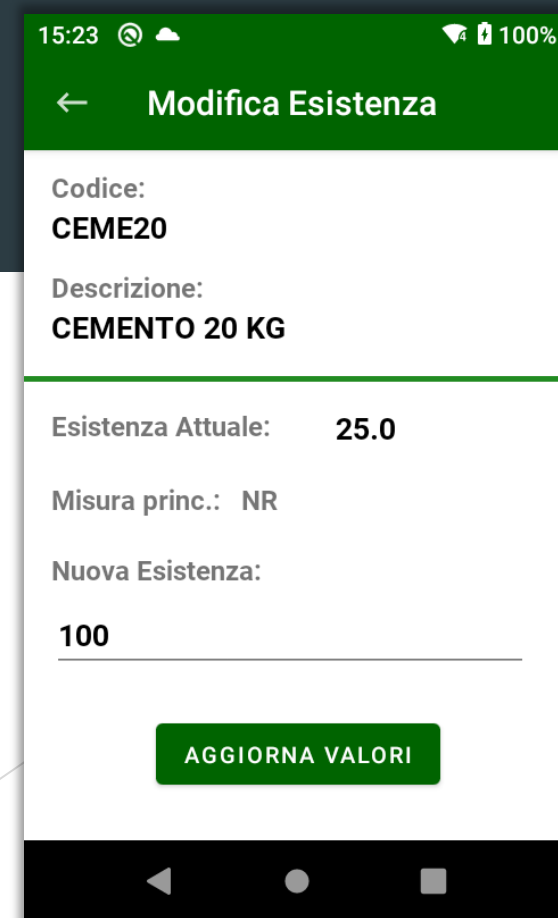 15:23 4 100%
Modifica Esistenza
Codice:
CEME20
Descrizione:
CEMENTO 20 KG
Esistenza Attuale: 25.0
Misura princ.: NR
Nuova Esistenza:
100
AGGIORNA VALORI